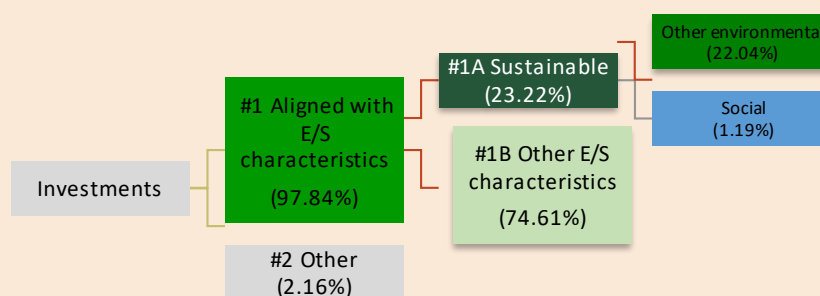 Investments
#1 Aligned with
E/S
characteristics
(97.84%)
#2 Other
(2.16%)
#1A Sustainable
(23.22%)
#1B Other E/S
characteristics
(74.61%)
Other environmenta
(22.04%)
Social
(1.19%)